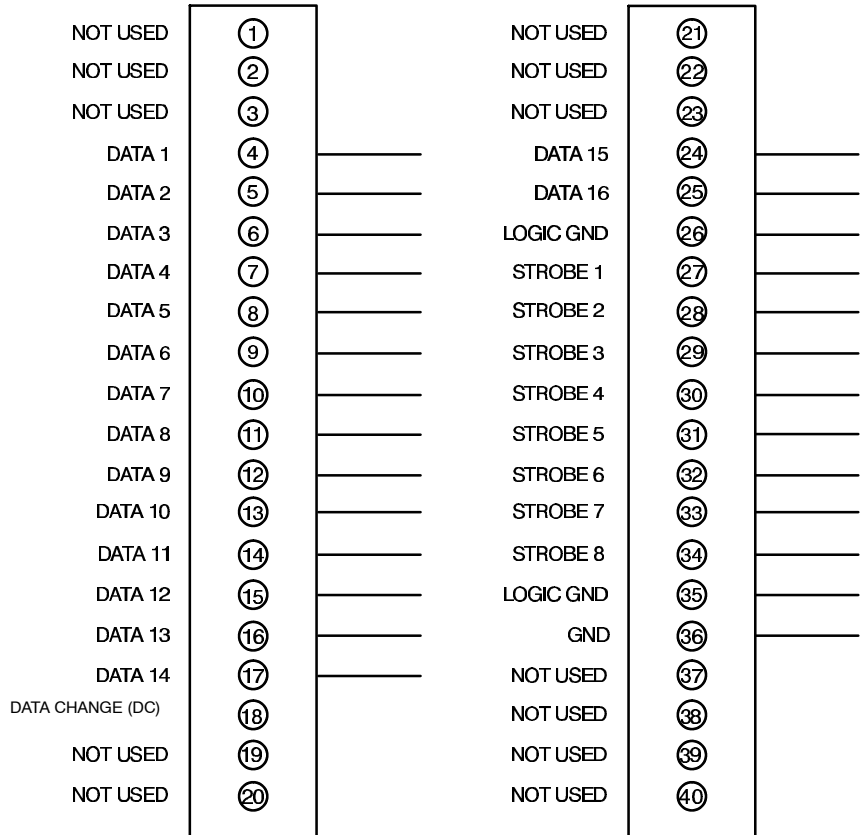 NOT USED 1
NOT USED 2
NOT USED 3
DATA 1 4
DATA 2 5
DATA 3 6
DATA 4 7
DATA 5 8
DATA 6 9
DATA 7 10
DATA 8 11
DATA 9 12
DATA 10 13
DATA 11 14
DATA 12 15
DATA 13 16
DATA 14 17
DATA CHANGE (DC) 18
NOT USED 19
NOT USED 20
NOT USED 21
NOT USED 22
NOT USED 23
DATA 15 24
DATA 16 25
LOGIC GND 26
STROBE 1 27
STROBE 2 28
STROBE 3 29
STROBE 4 30
STROBE 5 31
STROBE 6 32
STROBE 7 33
STROBE 8 34
LOGIC GND 35
GND 36
NOT USED 37
NOT USED 38
NOT USED 39
NOT USED 40